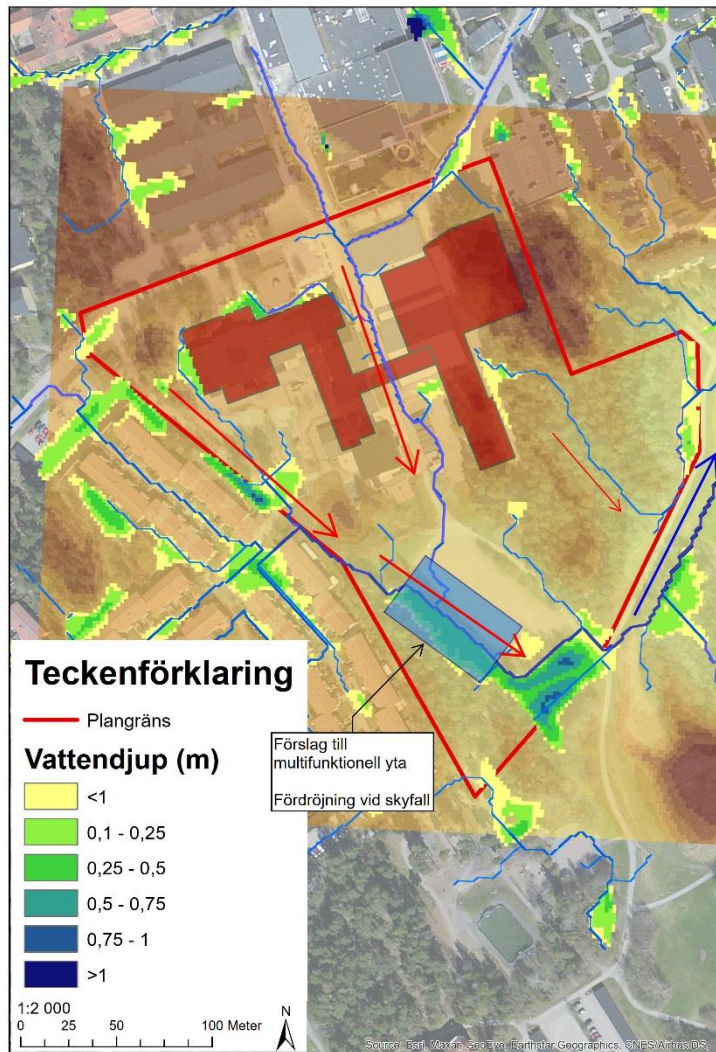 Teckenförklaring
Plangräns
Vattendjup (m)
<1
0,1 - 0,25
0,25 - 0,5
0,5 - 0,75
0,75 - 1
>1
1:2 000
0 25 50 100 Meter
N
Förslag till
multifunktionell yta
Fördröjning vid skyfall
Source: Esri, Maxar, GeoEye, Earthstar Geographics, CNES/Airbus DS,